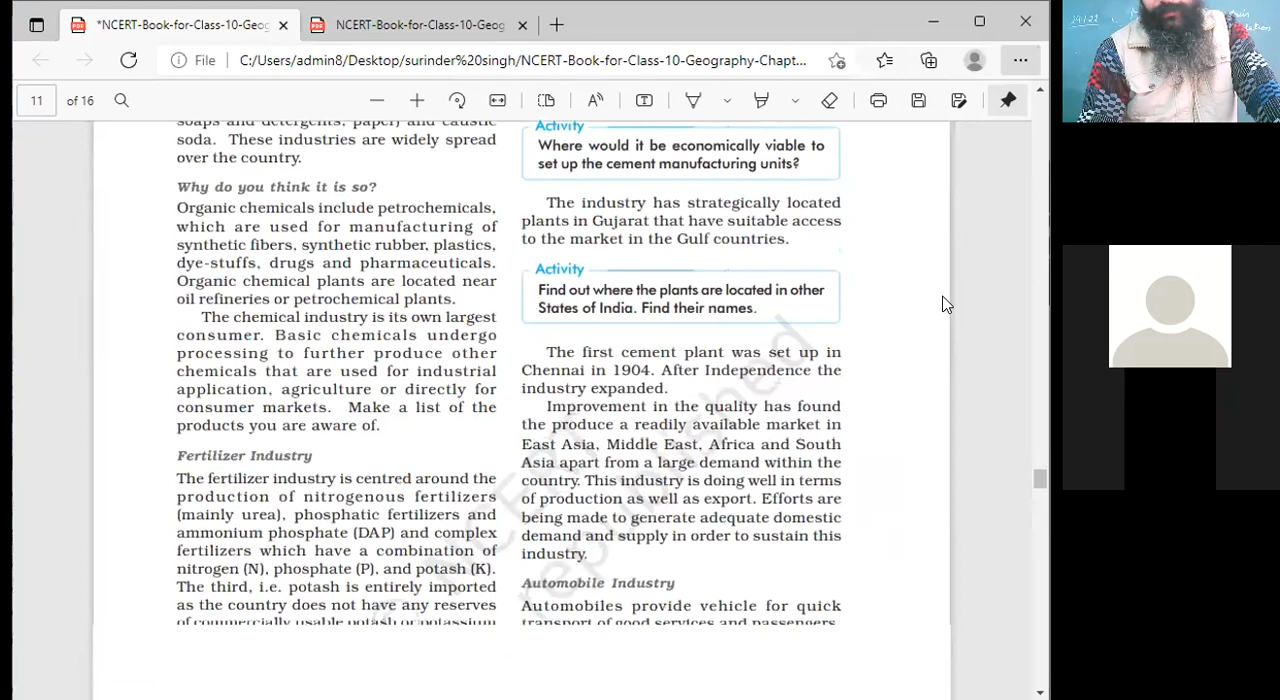 *NCERT-Book-for-Class-10-Geog
NCERT-Book-for-Class-10-Geog
File
C:/Users/admin8/Desktop/surinder%20singh/NCERT-Book-for-Class-10-Geography-Chapt...
11 of 16
soaps and detergents, paper) and caustic
soda. These industries are widely spread
over the country.
Why do you think it is so?
Organic chemicals include petrochemicals,
which are used for manufacturing of
synthetic fibers, synthetic rubber, plastics,
dye-stuffs, drugs and pharmaceuticals.
Organic chemical plants are located near
oil refineries or petrochemical plants.
The chemical industry is its own largest
consumer. Basic chemicals undergo
processing to further produce other
chemicals that are used for industrial
application, agriculture or directly for
consumer markets. Make a list of the
products you are aware of.
Fertilizer Industry
The fertilizer industry is centred around the
production of nitrogenous fertilizers
(mainly urea), phosphatic fertilizers and
ammonium phosphate (DAP) and complex
fertilizers which have a combination of
nitrogen (N), phosphate (P), and potash (K).
The third, i.e. potash is entirely imported
as the country does not have any reserves
of commercially usable potash or potassium
Activity
Where would it be economically viable to
set up the cement manufacturing units?
The industry has strategically located
plants in Gujarat that have suitable access
to the market in the Gulf countries.
Activity
Find out where the plants are located in other
States of India. Find their names.
The first cement plant was set up in
Chennai in 1904. After Independence the
industry expanded.
Improvement in the quality has found
the produce a readily available market in
East Asia, Middle East, Africa and South
Asia apart from a large demand within the
country. This industry is doing well in terms
of production as well as export. Efforts are
being made to generate adequate domestic
demand and supply in order to sustain this
industry.
Automobile Industry
Automobiles provide vehicle for quick
transport of good services and passengers.
© NCERT
republished